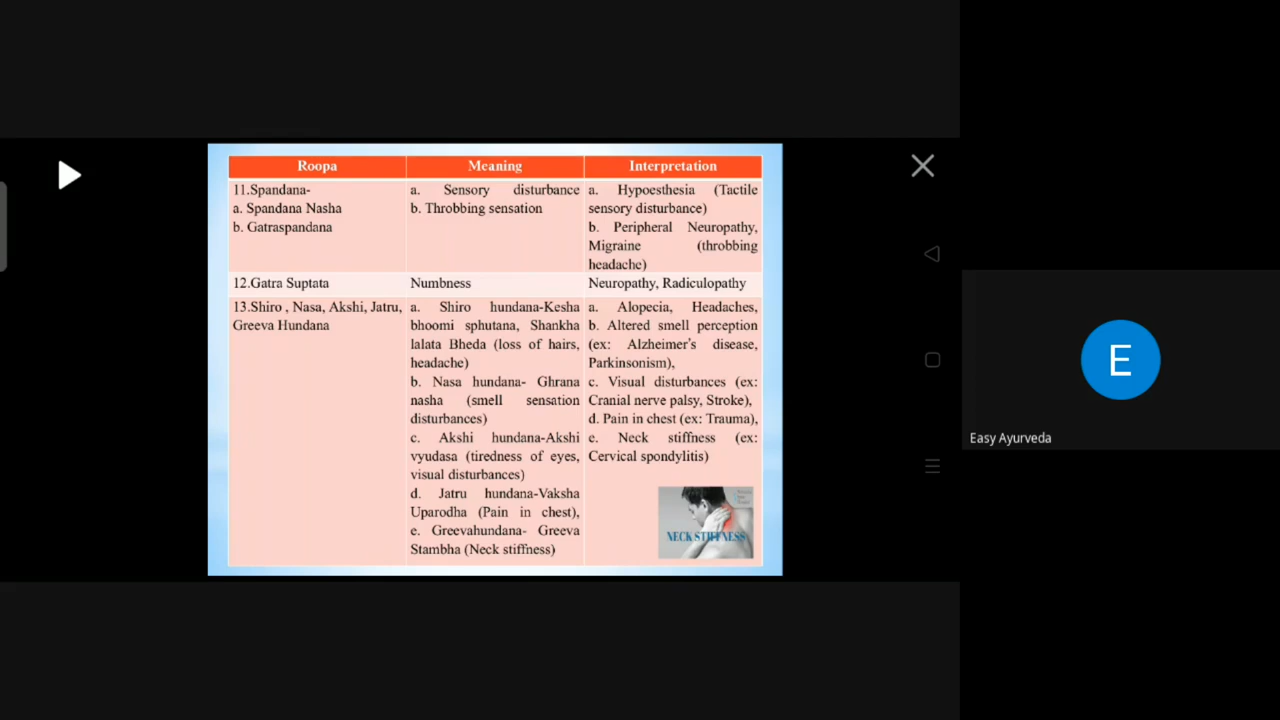 Roopa
Meaning
Interpretation
11.Spandana-
a. Spandana Nasha
b. Gatraspandana
a. Sensory disturbance
b. Throbbing sensation
a. Hypoesthesia (Tactile
sensory disturbance)
b. Peripheral Neuropathy,
Migraine (throbbing
headache)
12.Gatra Suptata
Numbness
Neuropathy, Radiculopathy
13.Shiro , Nasa, Akshi, Jatru,
Greeva Hundana
a. Shiro hundana-Kesha
bhoomi sphutana, Shankha
lalata Bheda (loss of hairs,
headache)
b. Nasa hundana- Ghrana
nasha (smell sensation
disturbances)
c. Akshi hundana-Akshi
vyudasa (tiredness of eyes,
visual disturbances)
d. Jatru hundana-Vaksha
Uparodha (Pain in chest),
e. Greevahundana- Greeva
Stambha (Neck stiffness)
a. Alopecia, Headaches,
b. Altered smell perception
(ex: Alzheimer's disease,
Parkinsonism),
c. Visual disturbances (ex:
Cranial nerve palsy, Stroke),
d. Pain in chest (ex: Trauma),
e. Neck stiffness (ex:
Cervical spondylitis)
NECK STIFFNESS
E
Easy Ayurveda